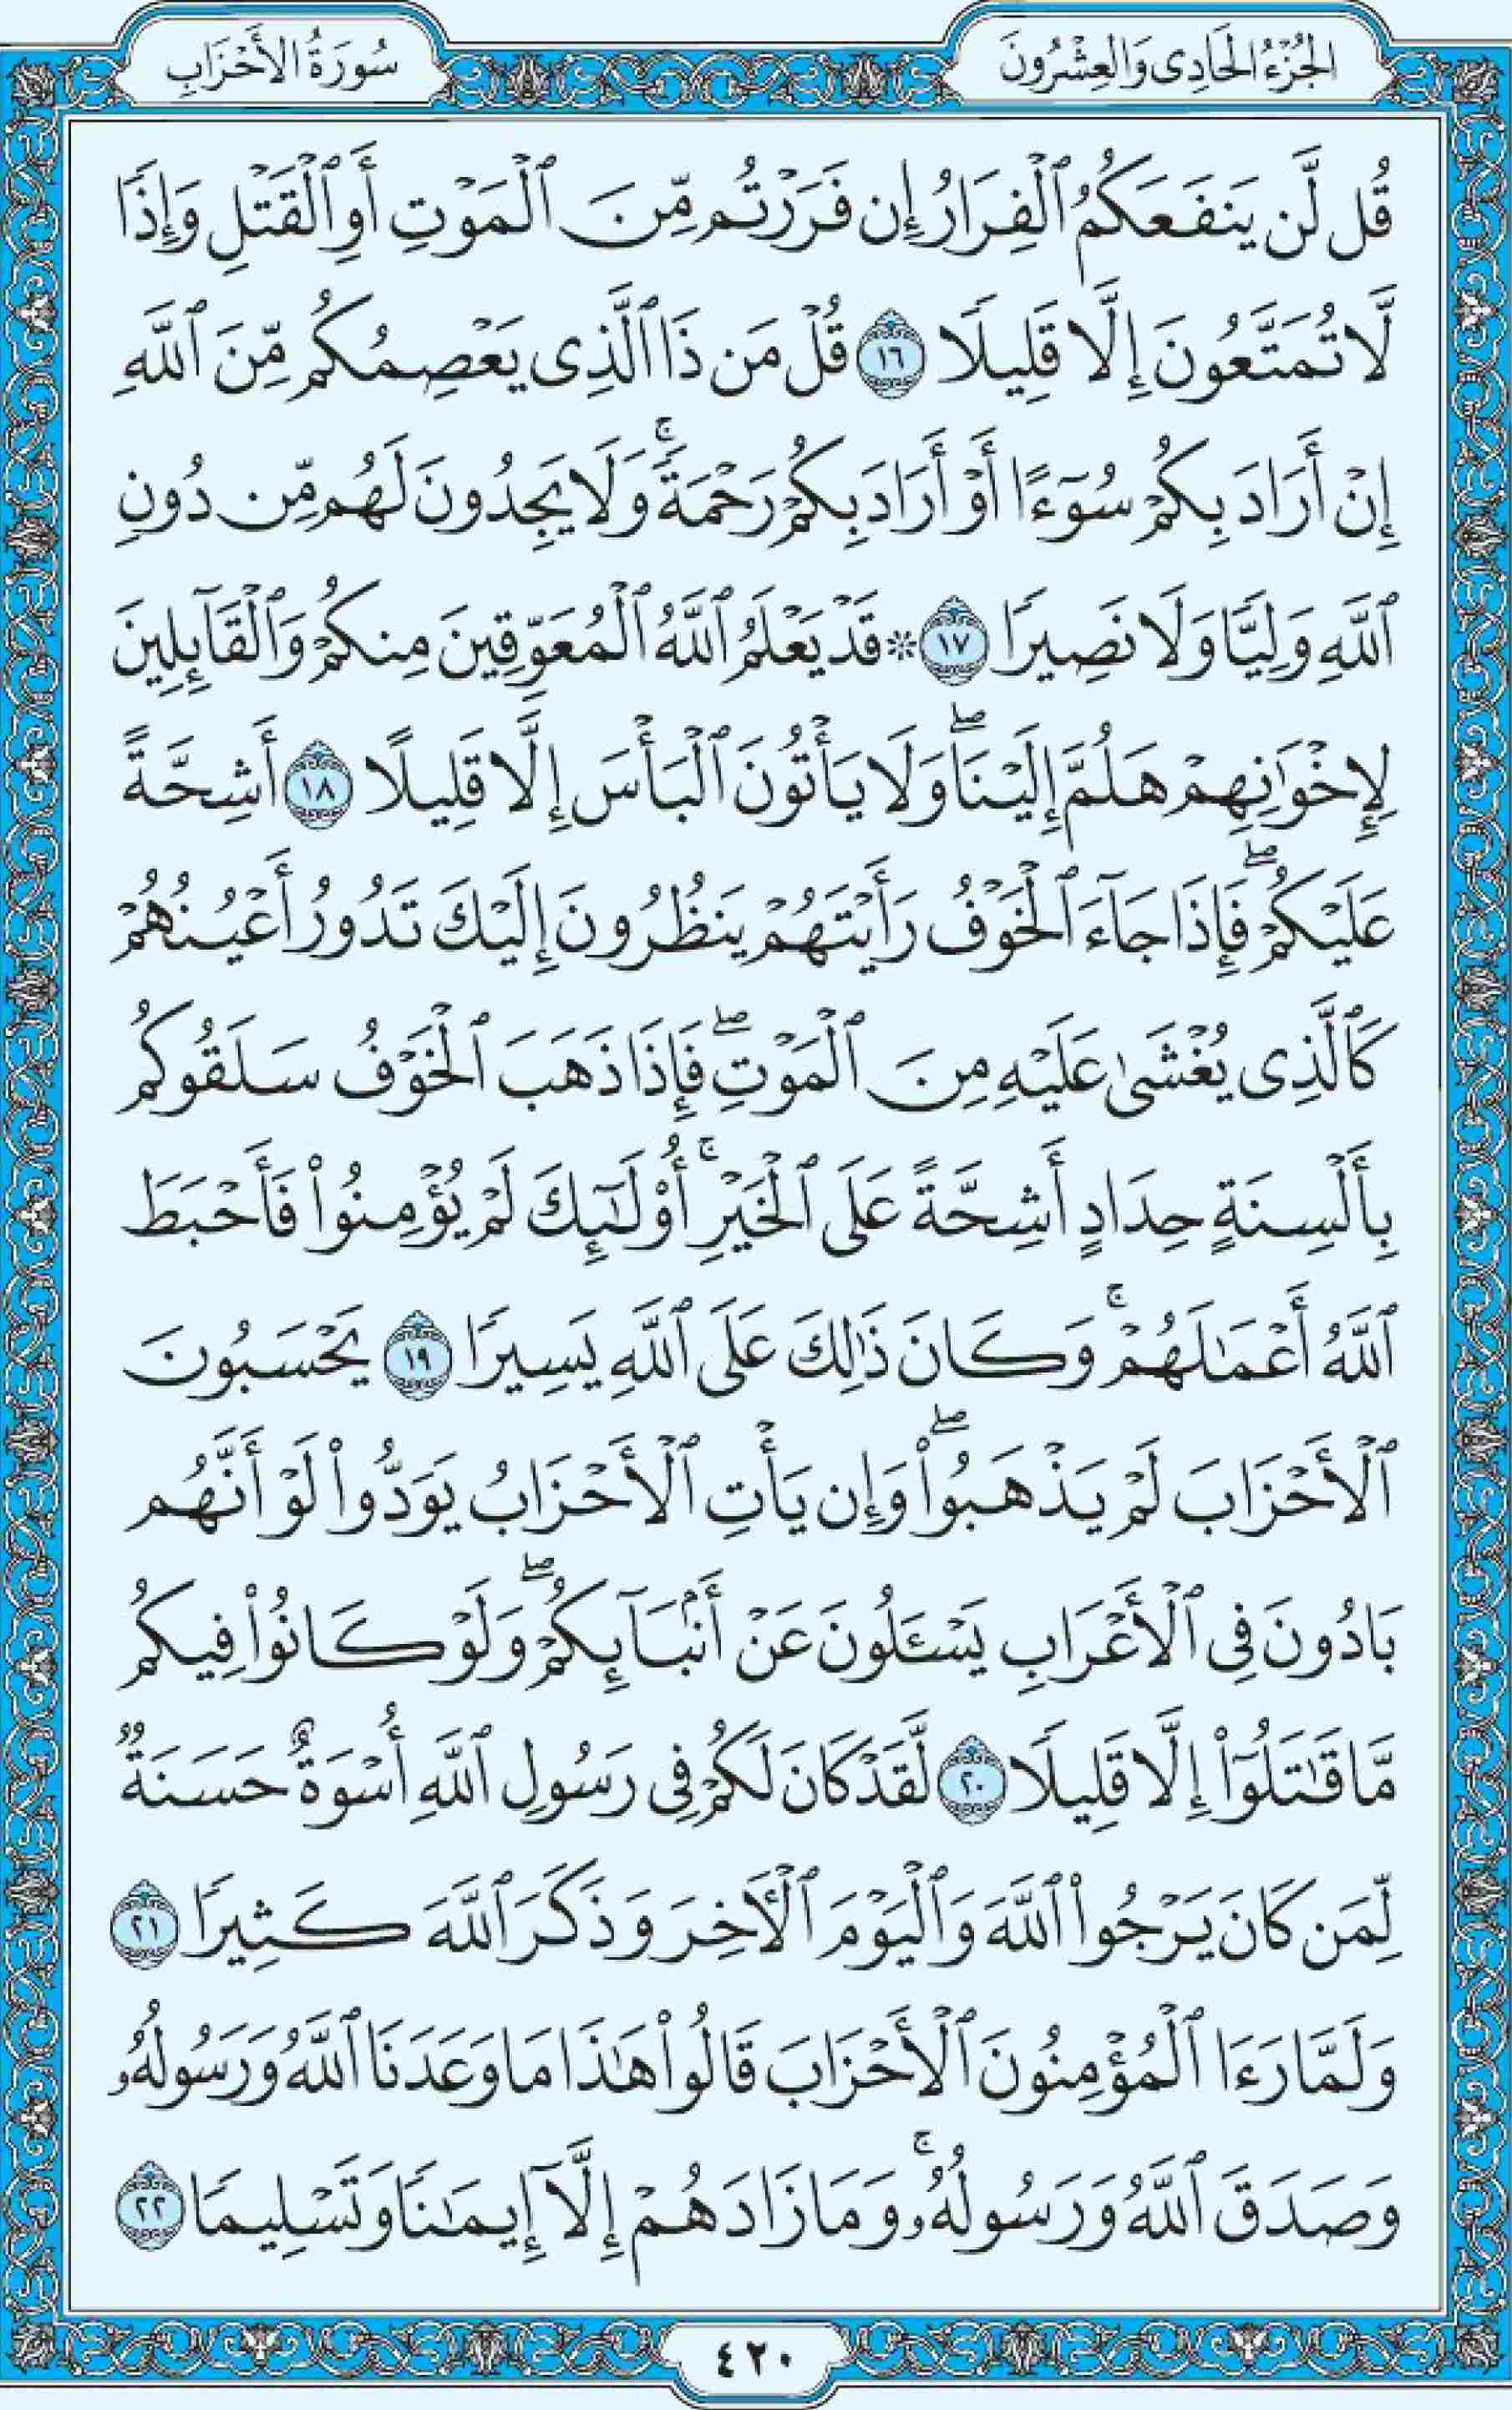 الجُزْءُ الحَادِى وَالعِشْرُونَ
سُورَةُ الأَحْزَابِ
قُل لَّن يَنفَعَكُمُ ٱلْفِرَارُ إِن فَرَرْتُم مِّنَ ٱلْمَوْتِ أَوِ ٱلْقَتْلِ وَإِذًا
لَّا تُمَتَّعُونَ إِلَّا قَلِيلًا ١٦ قُلْ مَن ذَا ٱلَّذِى يَعْصِمُكُم مِّنَ ٱللَّهِ
إِنْ أَرَادَ بِكُمْ سُوٓءًا أَوْ أَرَادَ بِكُمْ رَحْمَةً ۚ وَلَا يَجِدُونَ لَهُم مِّن دُونِ
ٱللَّهِ وَلِيًّا وَلَا نَصِيرًا ١٧ * قَدْ يَعْلَمُ ٱللَّهُ ٱلْمُعَوِّقِينَ مِنكُمْ وَٱلْقَآئِلِينَ
لِإِخْوَٰنِهِمْ هَلُمَّ إِلَيْنَا ۖ وَلَا يَأْتُونَ ٱلْبَأْسَ إِلَّا قَلِيلًا ١٨ أَشِحَّةً
عَلَيْكُمْ ۖ فَإِذَا جَآءَ ٱلْخَوْفُ رَأَيْتَهُمْ يَنظُرُونَ إِلَيْكَ تَدُورُ أَعْيُنُهُمْ
كَٱلَّذِى يُغْشَىٰ عَلَيْهِ مِنَ ٱلْمَوْتِ ۖ فَإِذَا ذَهَبَ ٱلْخَوْفُ سَلَقُوكُم
بِأَلْسِنَةٍ حِدَادٍ أَشِحَّةً عَلَى ٱلْخَيْرِ ۚ أُو۟لَٰٓئِكَ لَمْ يُؤْمِنُوا۟ فَأَحْبَطَ
ٱللَّهُ أَعْمَٰلَهُمْ ۚ وَكَانَ ذَٰلِكَ عَلَى ٱللَّهِ يَسِيرًا ١٩ يَحْسَبُونَ
ٱلْأَحْزَابَ لَمْ يَذْهَبُوا۟ ۖ وَإِن يَأْتِ ٱلْأَحْزَابُ يَوَدُّوا۟ لَوْ أَنَّهُم
بَادُونَ فِى ٱلْأَعْرَابِ يَسْـَٔلُونَ عَنْ أَنۢبَآئِكُمْ ۖ وَلَوْ كَانُوا۟ فِيكُم
مَّا قَٰتَلُوٓا۟ إِلَّا قَلِيلًا ٢٠ لَّقَدْ كَانَ لَكُمْ فِى رَسُولِ ٱللَّهِ أُسْوَةٌ حَسَنَةٌ
لِّمَن كَانَ يَرْجُوا۟ ٱللَّهَ وَٱلْيَوْمَ ٱلْءَاخِرَ وَذَكَرَ ٱللَّهَ كَثِيرًا ٢١
وَلَمَّا رَءَا ٱلْمُؤْمِنُونَ ٱلْأَحْزَابَ قَالُوا۟ هَٰذَا مَا وَعَدَنَا ٱللَّهُ وَرَسُولُهُۥ
وَصَدَقَ ٱللَّهُ وَرَسُولُهُۥ ۚ وَمَا زَادَهُمْ إِلَّآ إِيمَٰنًا وَتَسْلِيمًا ٢٢
٤٢٠